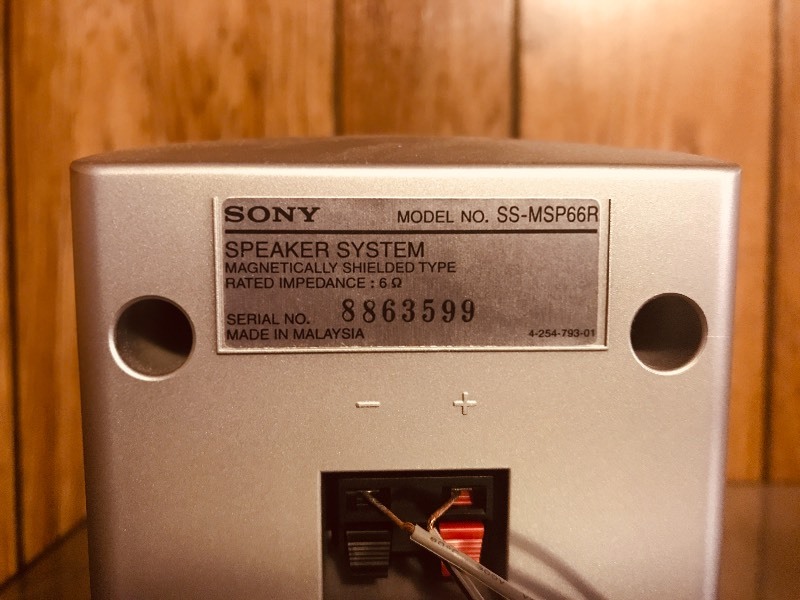 SONY MODEL NO. SS-MSP66R
SPEAKER SYSTEM
MAGNETICALLY SHIELDED TYPE
RATED IMPEDANCE : 6 Ω
SERIAL NO. 8863599
MADE IN MALAYSIA 4-254-793-01
− +